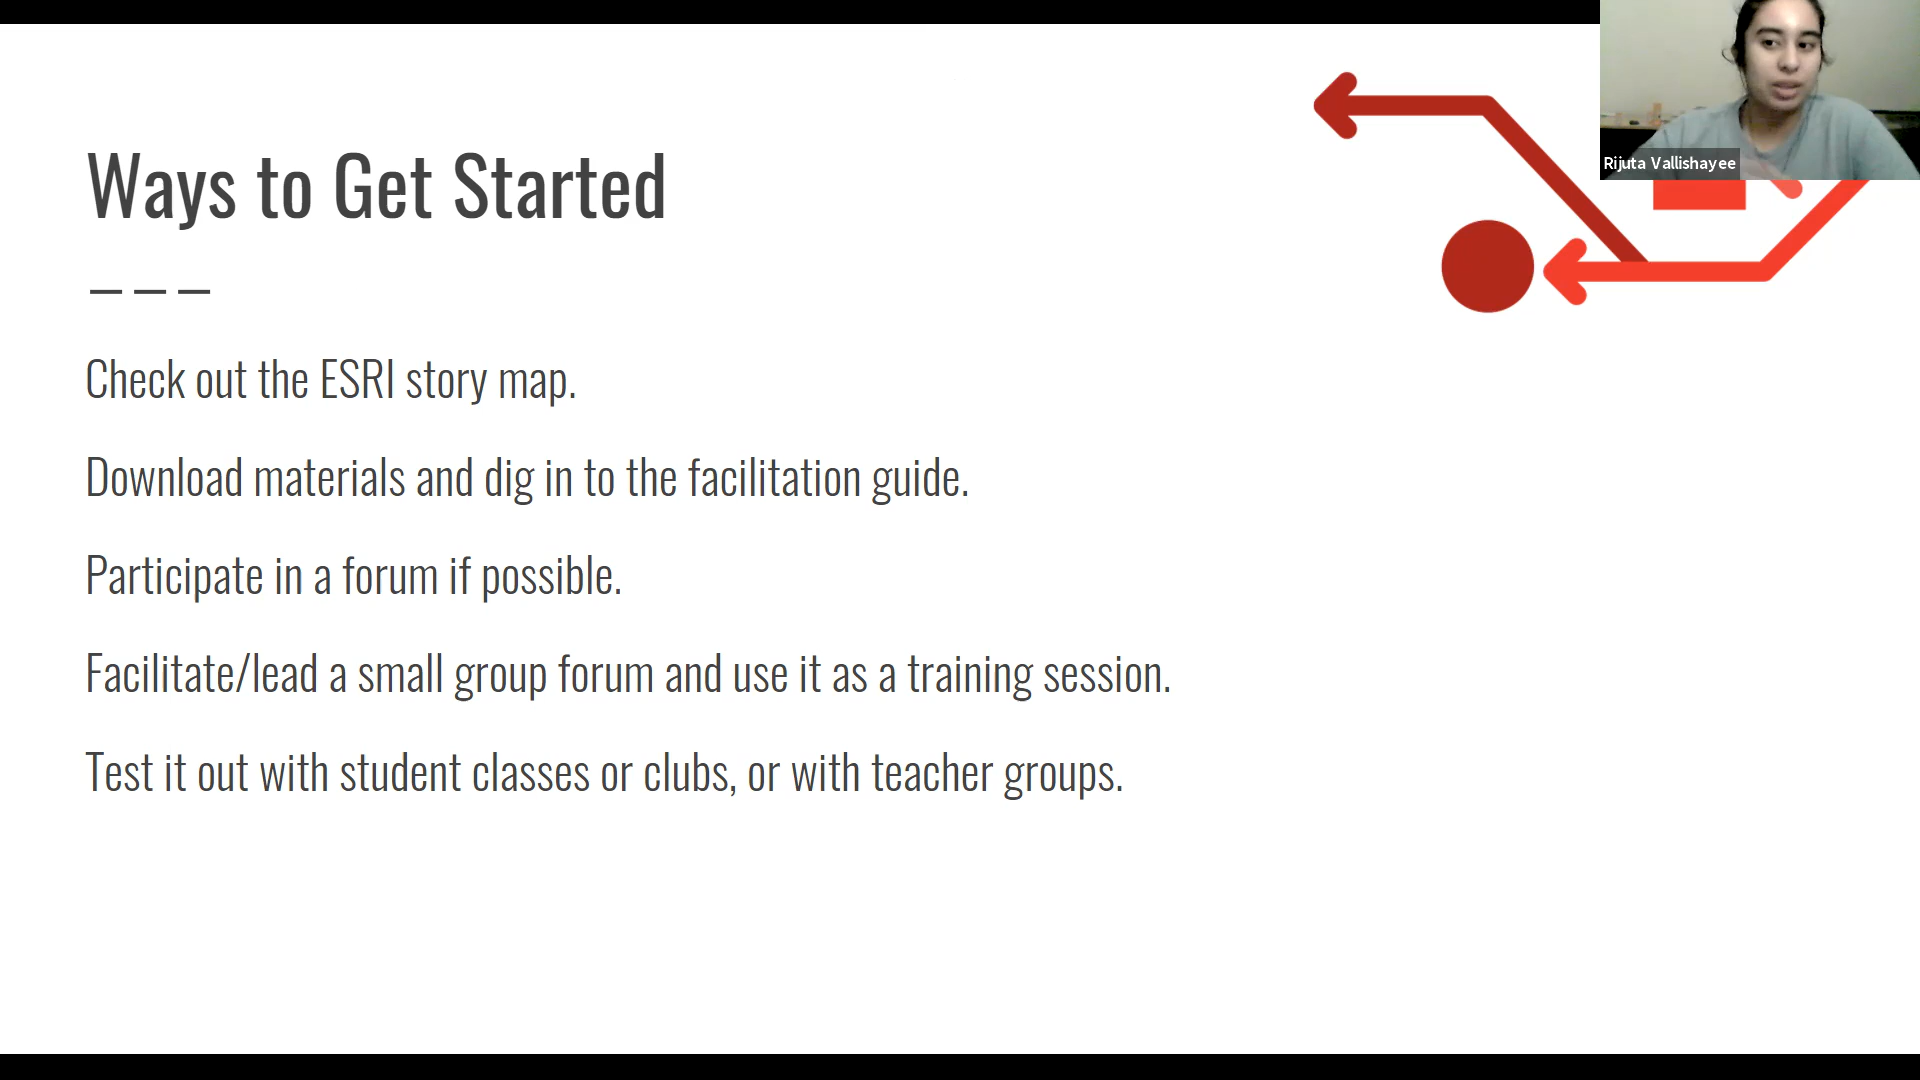 Rijuta Vallishayee
Ways to Get Started
Check out the ESRI story map.
Download materials and dig in to the facilitation guide.
Participate in a forum if possible.
Facilitate/lead a small group forum and use it as a training session.
Test it out with student classes or clubs, or with teacher groups.